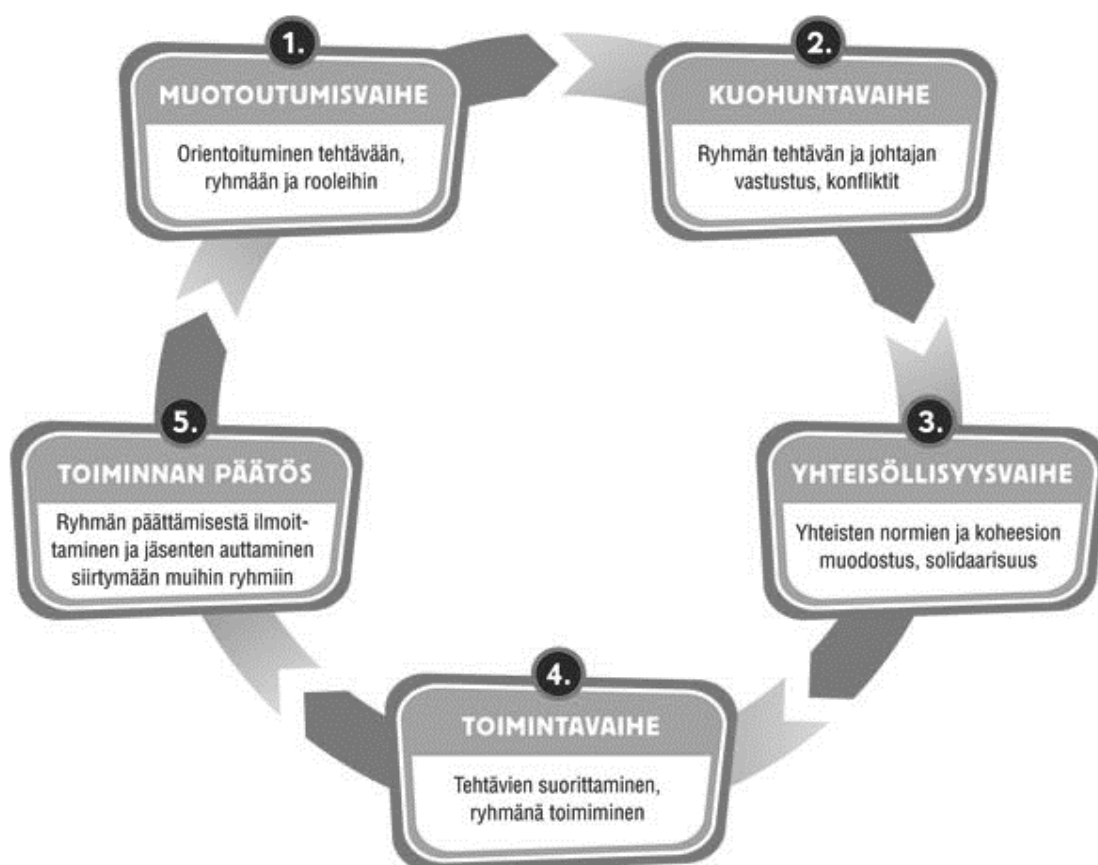 1.
MUOTOUTUMISVAIHE
Orientoituminen tehtävään,
ryhmään ja rooleihin
2.
KUOHUNTAVAIHE
Ryhmän tehtävän ja johtajan
vastustus, konfliktit
3.
YHTEISÖLLISYYSVAIHE
Yhteisten normien ja koheesion
muodostus, solidaarisuus
4.
TOIMINTAVAIHE
Tehtävien suorittaminen,
ryhmänä toimiminen
5.
TOIMINNAN PÄÄTÖS
Ryhmän päättämisestä ilmoit-
taminen ja jäsenten auttaminen
siirtymään muihin ryhmiin